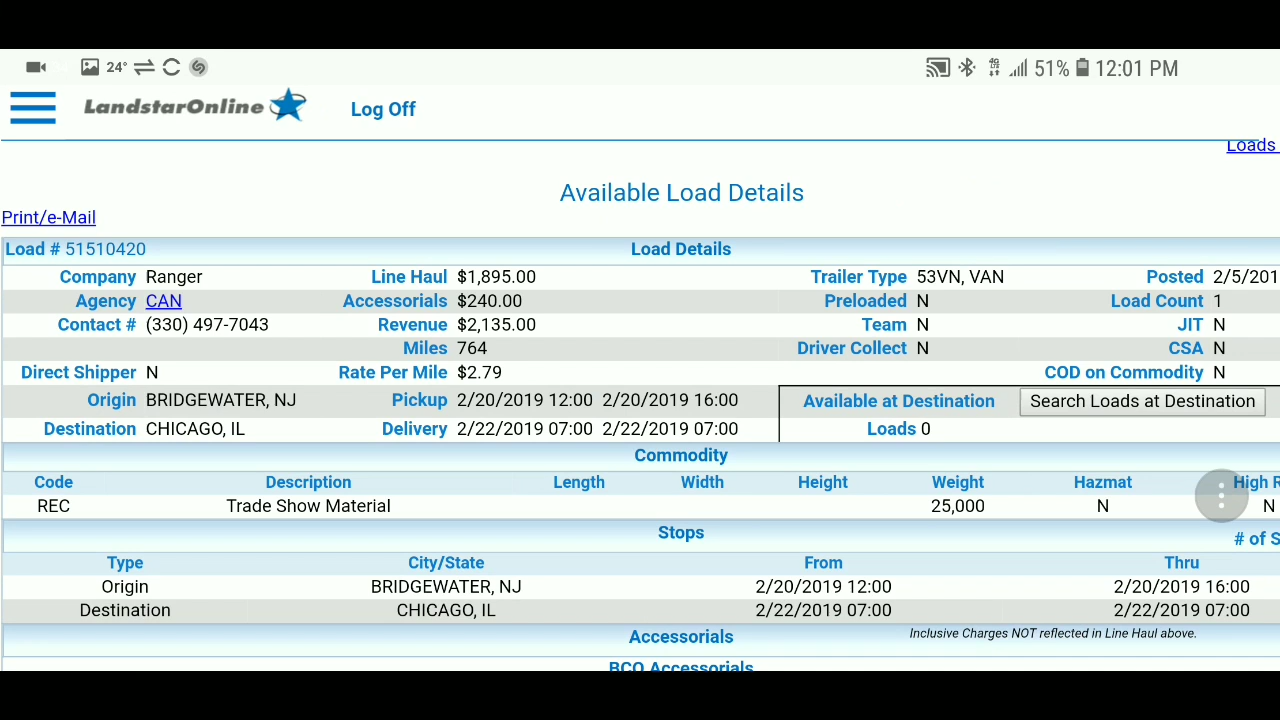 24° 51% 12:01 PM
LandstarOnline Log Off
Loads
Available Load Details
Print/e-Mail
Load # 51510420 Load Details
Company Ranger Line Haul $1,895.00 Trailer Type 53VN, VAN Posted 2/5/201
Agency CAN Accessorials $240.00 Preloaded N Load Count 1
Contact # (330) 497-7043 Revenue $2,135.00 Team N JIT N
Miles 764 Driver Collect N CSA N
Direct Shipper N Rate Per Mile $2.79 COD on Commodity N
Origin BRIDGEWATER, NJ Pickup 2/20/2019 12:00 2/20/2019 16:00 Available at Destination Search Loads at Destination
Destination CHICAGO, IL Delivery 2/22/2019 07:00 2/22/2019 07:00 Loads 0
Commodity
Code Description Length Width Height Weight Hazmat High R
REC Trade Show Material 25,000 N N
Stops # of S
Type City/State From Thru
Origin BRIDGEWATER, NJ 2/20/2019 12:00 2/20/2019 16:00
Destination CHICAGO, IL 2/22/2019 07:00 2/22/2019 07:00
Accessorials Inclusive Charges NOT reflected in Line Haul above.
BCO Accessorials